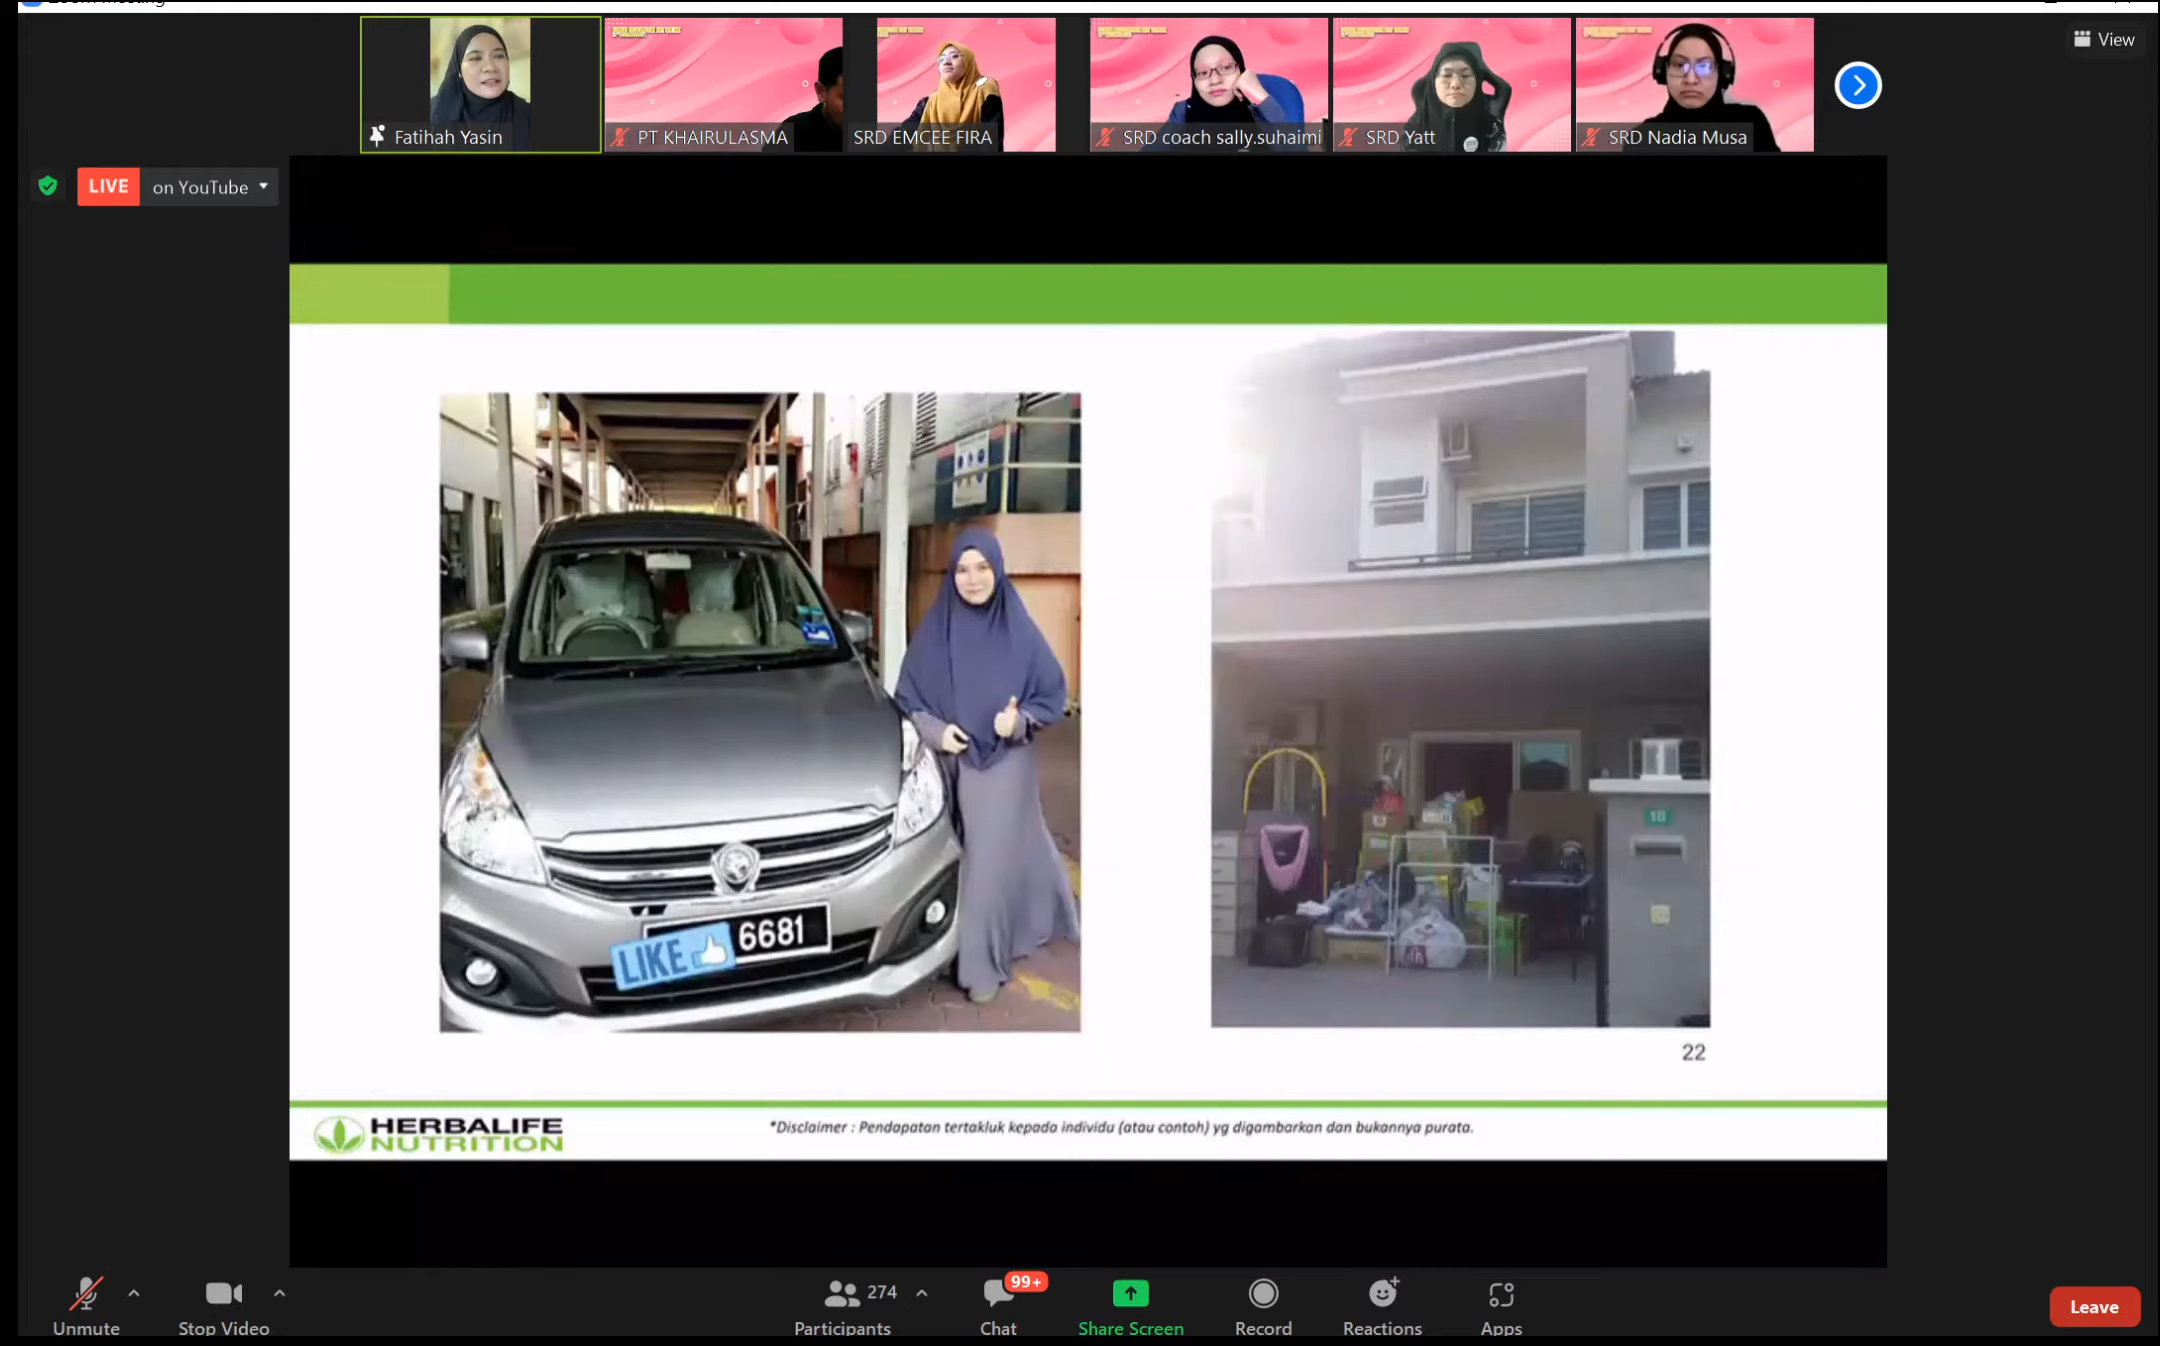 View
Fatihah Yasin
PT KHAIRULASMA
SRD EMCEE FIRA
SRD coach sally.suhaimi
SRD Yatt
SRD Nadia Musa
LIVE on YouTube
LIKE
6681
18
22
HERBALIFE
NUTRITION
*Disclaimer : Pendapatan tertakluk kepada individu (atau contoh) yg digambarkan dan bukannya purata.
274
99+
Unmute
Stop Video
Participants
Chat
Share Screen
Record
Reactions
Apps
Leave